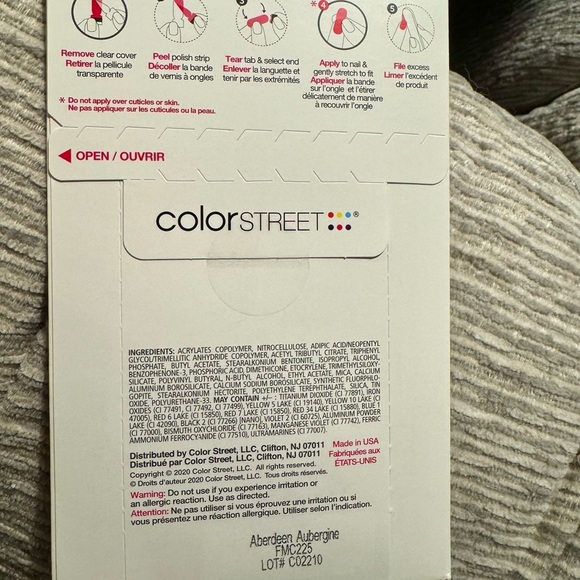 4
5
Remove clear cover
Retirer la pellicule
transparente
Peel polish strip
Décoller la bande
de vernis à ongles
Tear tab & select end
Enlever la languette et
tenir par les extrémités
Apply to nail &
gently stretch to fit
Appliquer la bande
sur l'ongle et l'étirer
délicatement de manière
à recouvrir l'ongle
File excess
Limer l'excédent
de produit
* Do not apply over cuticles or skin.
Ne pas appliquer sur les cuticules ou la peau.
OPEN / OUVRIR
colorSTREET®
INGREDIENTS: ACRYLATES COPOLYMER, NITROCELLULOSE, ADIPIC ACID/NEOPENTYL
GLYCOL/TRIMELLITIC ANHYDRIDE COPOLYMER, ACETYL TRIBUTYL CITRATE, TRIPHENYL
PHOSPHATE, BUTYL ACETATE, STEARALKONIUM BENTONITE, ISOPROPYL ALCOHOL,
BENZOPHENONE-3, PHOSPHORIC ACID, DIMETHICONE, ETOCRYLENE, TRIMETHYLSILOXY-
SILICATE, POLYVINYL BUTYRAL, N-BUTYL ALCOHOL, ETHYL ACETATE, MICA, CALCIUM
ALUMINUM BOROSILICATE, CALCIUM SODIUM BOROSILICATE, SYNTHETIC FLUORPHLO-
GOPITE, STEARALKONIUM HECTORITE, POLYETHYLENE TEREPHTHALATE, SILICA, TIN
OXIDE, POLYURETHANE-33. MAY CONTAIN +/– : TITANIUM DIOXIDE (CI 77891), IRON
OXIDES (CI 77491, CI 77492, CI 77499), YELLOW 5 LAKE (CI 19140), YELLOW 10 LAKE (CI
47005), RED 6 LAKE (CI 15850), RED 7 LAKE (CI 15850), RED 34 LAKE (CI 15880), BLUE 1
LAKE (CI 42090), BLACK 2 (CI 77266) [NANO], VIOLET 2 (CI 60725), ALUMINUM POWDER
(CI 77000), BISMUTH OXYCHLORIDE (CI 77163), MANGANESE VIOLET (CI 77742), FERRIC
AMMONIUM FERROCYANIDE (CI 77510), ULTRAMARINES (CI 77007).
Distributed by Color Street, LLC, Clifton, NJ 07011
Distribué par Color Street, LLC, Clifton, NJ 07011
Made in USA
Fabriquées aux
ÉTATS-UNIS
Copyright © 2020 Color Street, LLC. All rights reserved.
© Droits d'auteur 2020 Color Street, LLC. Tous droits réservés.
Warning: Do not use if you experience irritation or
an allergic reaction. Use as directed.
Attention: Ne pas utiliser si vous éprouvez une irritation ou si
vous présentez une réaction allergique. Utiliser selon l'indication.
Aberdeen Aubergine
FMC225
LOT# C02210